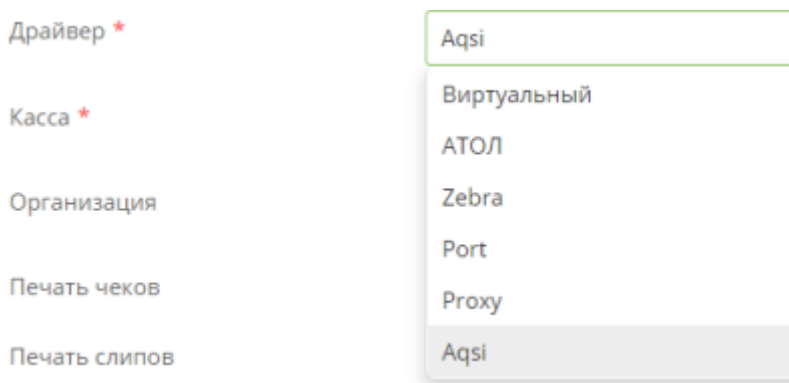 Драйвер *
Aqsi
Виртуальный
Касса *
АТОЛ
Zebra
Организация
Port
Печать чеков
Proxy
Печать слипов
Aqsi